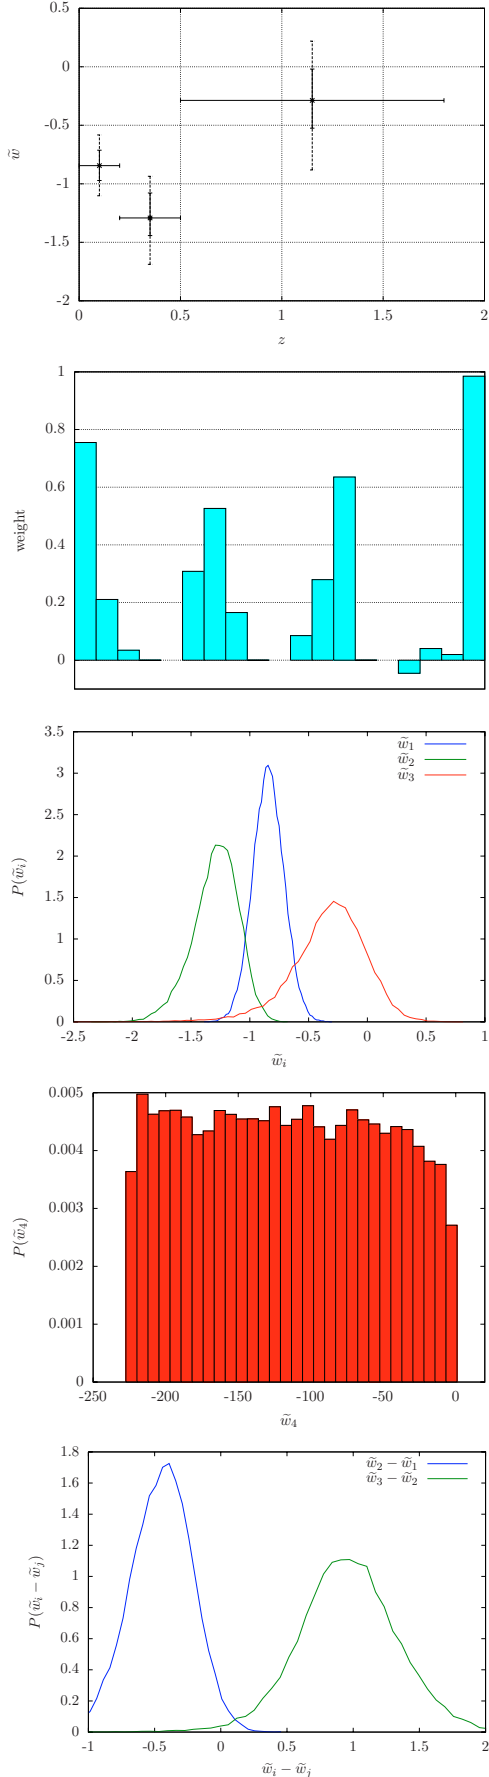 0.5
0
-0.5
-1
-1.5
-2
w̃
0 0.5 1 1.5 2
z
1
0.8
0.6
0.4
0.2
0
weight
3.5
3
2.5
2
1.5
1
0.5
0
P(w̃ᵢ)
w̃₁
w̃₂
w̃₃
-2.5 -2 -1.5 -1 -0.5 0 0.5 1
w̃ᵢ
0.005
0.004
0.003
0.002
0.001
0
P(w̃₄)
-250 -200 -150 -100 -50 0
w̃₄
1.8
1.6
1.4
1.2
1
0.8
0.6
0.4
0.2
0
P(w̃ᵢ − w̃ⱼ)
w̃₂ − w̃₁
w̃₃ − w̃₂
-1 -0.5 0 0.5 1 1.5 2
w̃ᵢ − w̃ⱼ